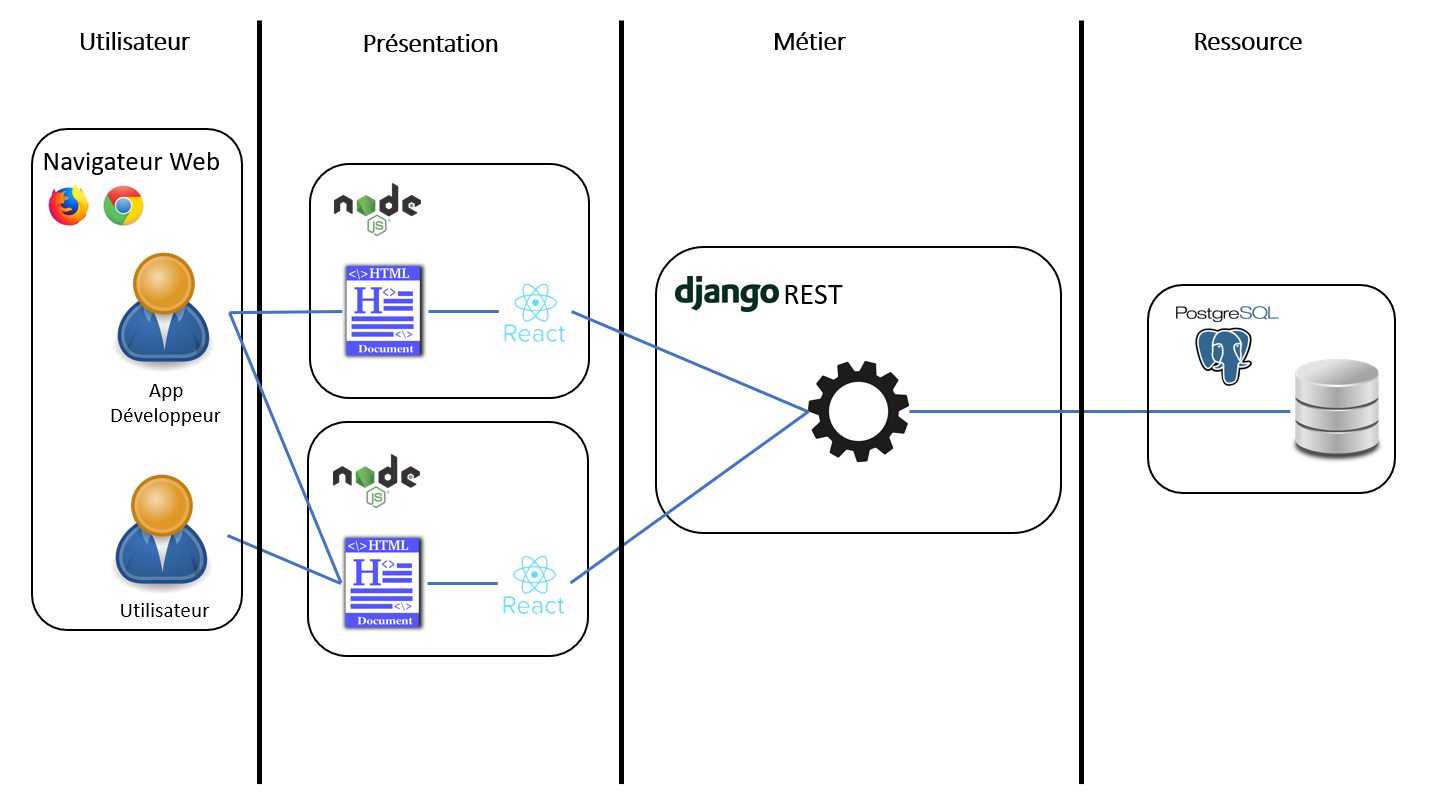 Utilisateur
Présentation
Métier
Ressource
Navigateur Web
App
Développeur
Utilisateur
node
JS
<\>HTML
H<>
<\>
Document
React
node
JS
<\>HTML
H<>
<\>
Document
React
django REST
PostgreSQL